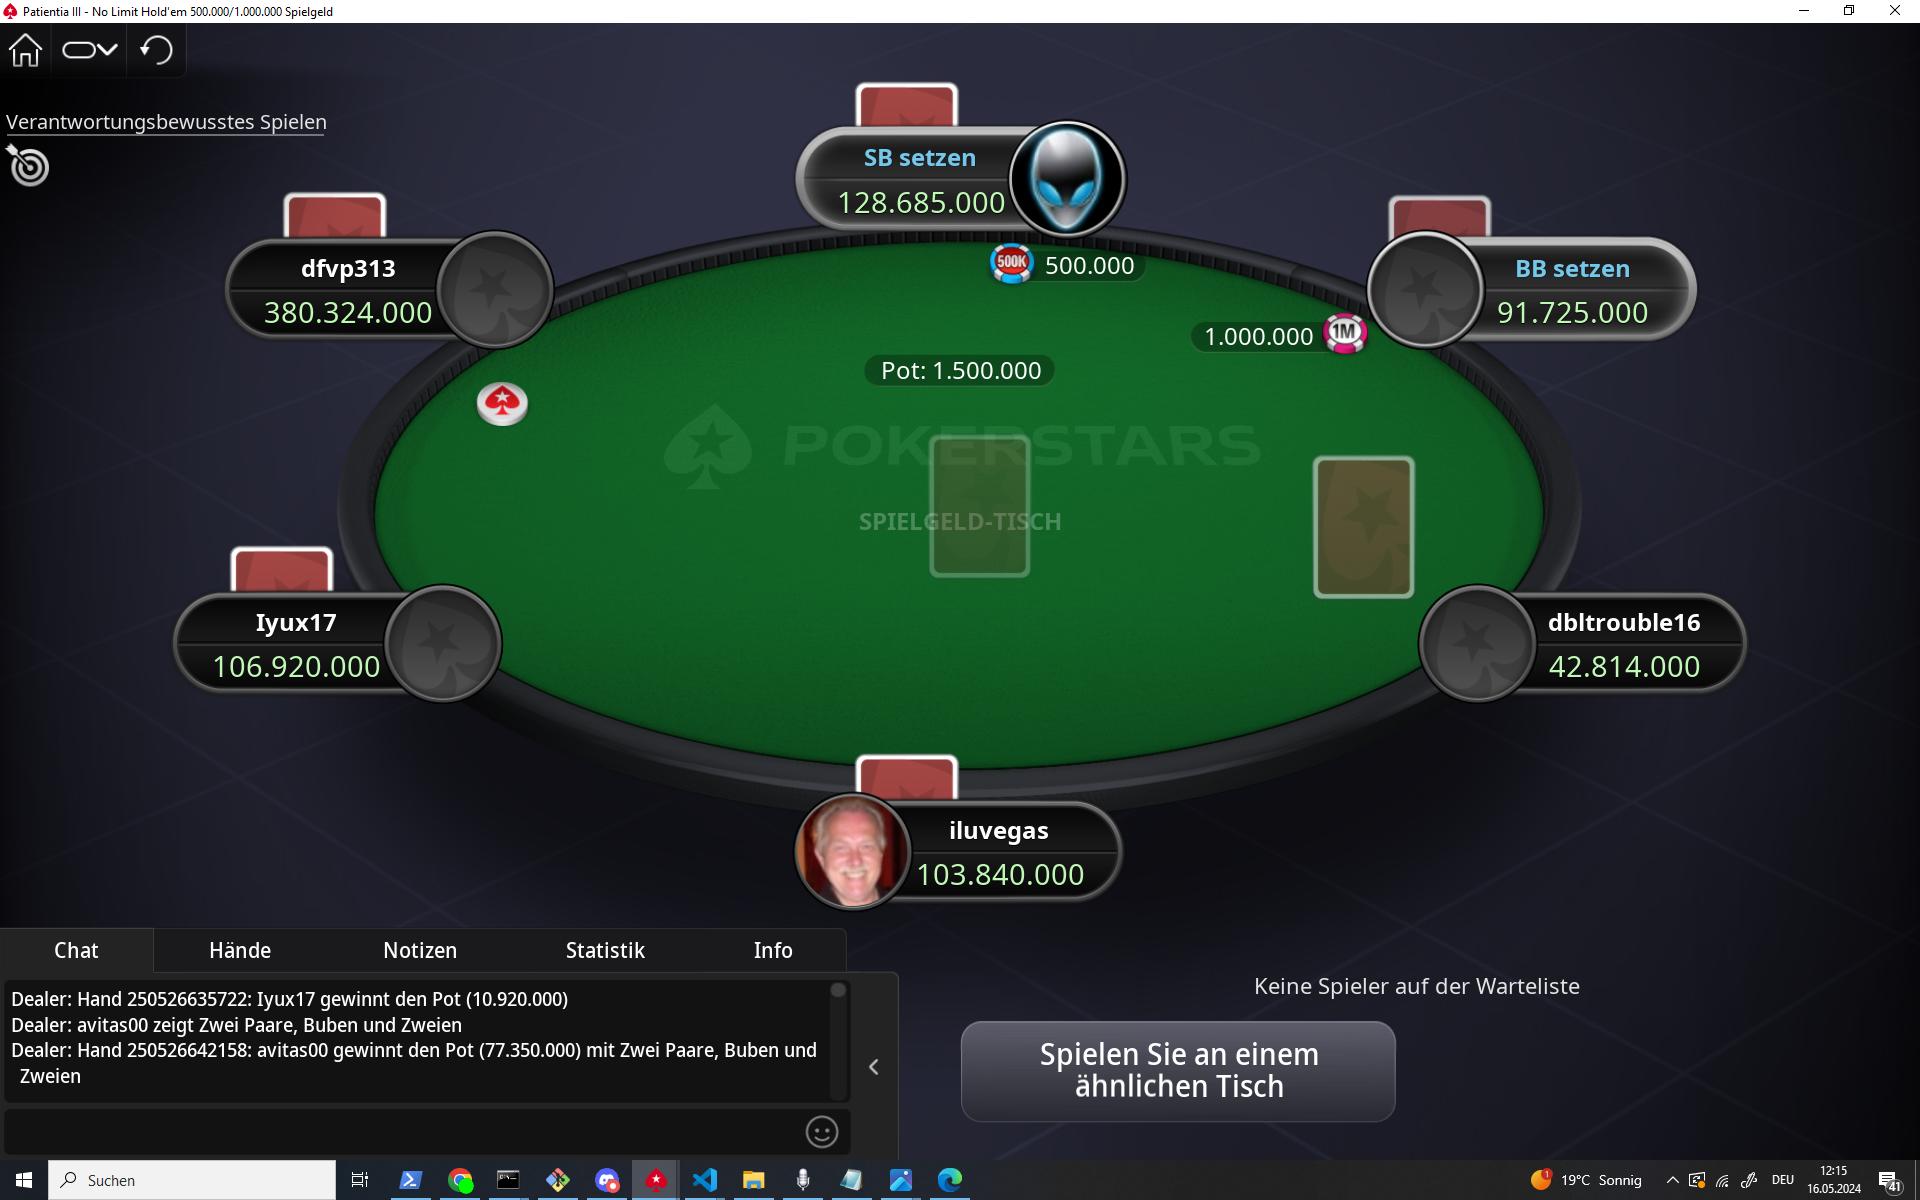 Patientia III - No Limit Hold'em 500.000/1.000.000 Spielgeld
Verantwortungsbewusstes Spielen
SB setzen
128.685.000
dfvp313
380.324.000
BB setzen
91.725.000
500K
500.000
1.000.000
1M
Pot: 1.500.000
POKERSTARS
SPIELGELD-TISCH
Iyux17
106.920.000
dbltrouble16
42.814.000
iluvegas
103.840.000
Chat
Hände
Notizen
Statistik
Info
Dealer: Hand 250526635722: Iyux17 gewinnt den Pot (10.920.000)
Dealer: avitas00 zeigt Zwei Paare, Buben und Zweien
Dealer: Hand 250526642158: avitas00 gewinnt den Pot (77.350.000) mit Zwei Paare, Buben und
Zweien
Keine Spieler auf der Warteliste
Spielen Sie an einem
ähnlichen Tisch
Suchen
1
19°C Sonnig
DEU
12:15
16.05.2024
41